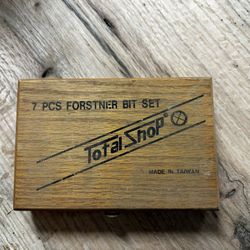 7 PCS FORSTNER BIT SET
Total Shop®
MADE IN TAIWAN